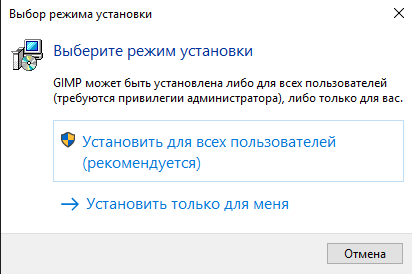 Выбор режима установки
Выберите режим установки
GIMP может быть установлена либо для всех пользователей
(требуются привилегии администратора), либо только для вас.
Установить для всех пользователей
(рекомендуется)
Установить только для меня
Отмена